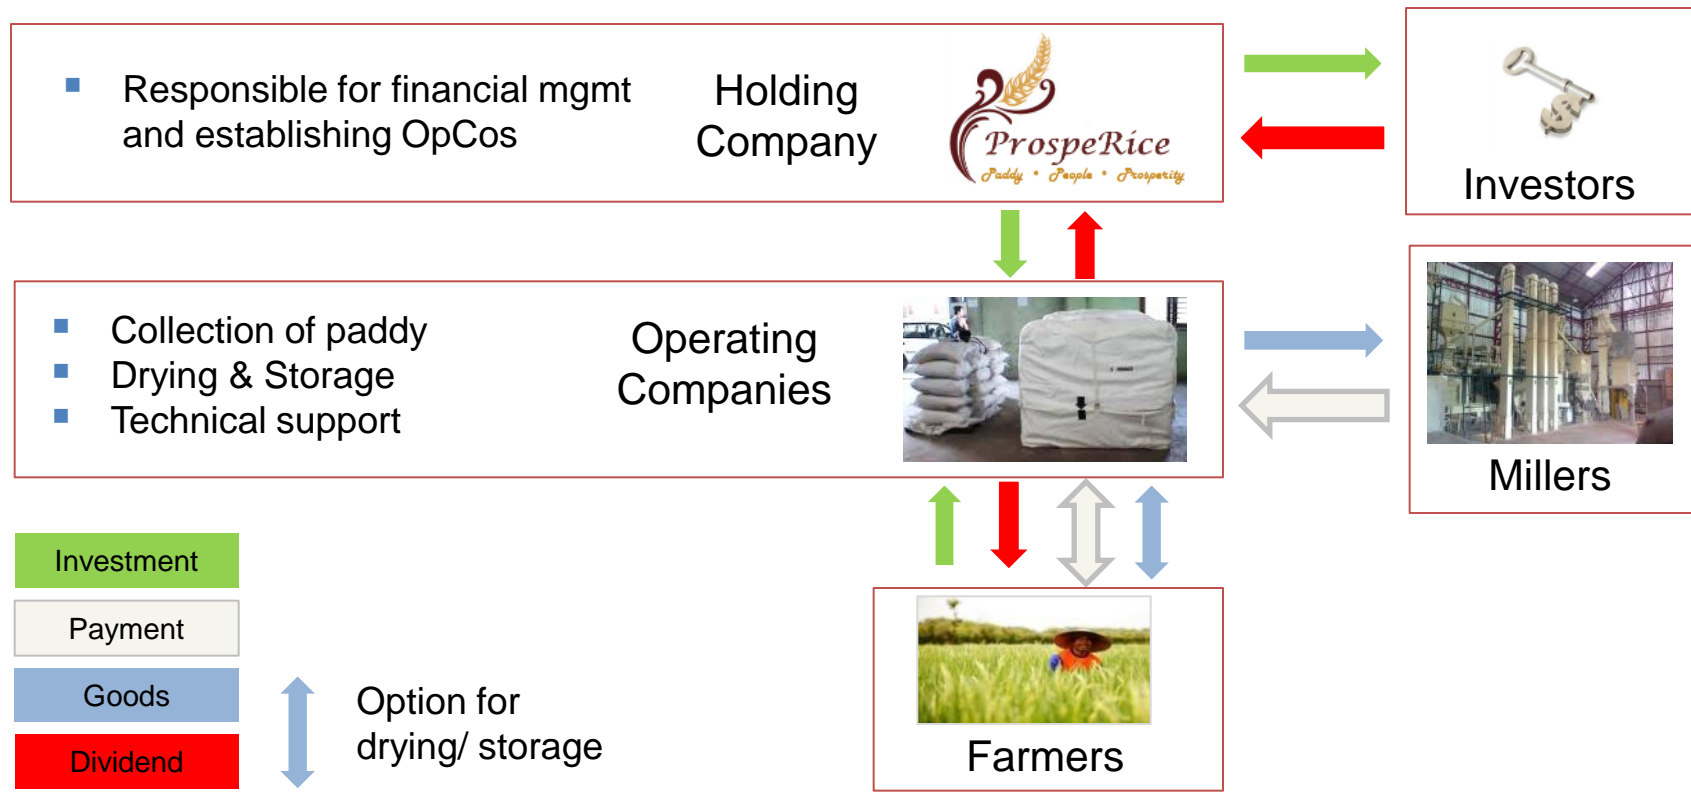 Responsible for financial mgmt
and establishing OpCos
Holding
Company
ProspeRice
Paddy • People • Prosperity
Investors
Collection of paddy
Drying & Storage
Technical support
Operating
Companies
Millers
Investment
Payment
Goods
Dividend
Option for
drying/ storage
Farmers